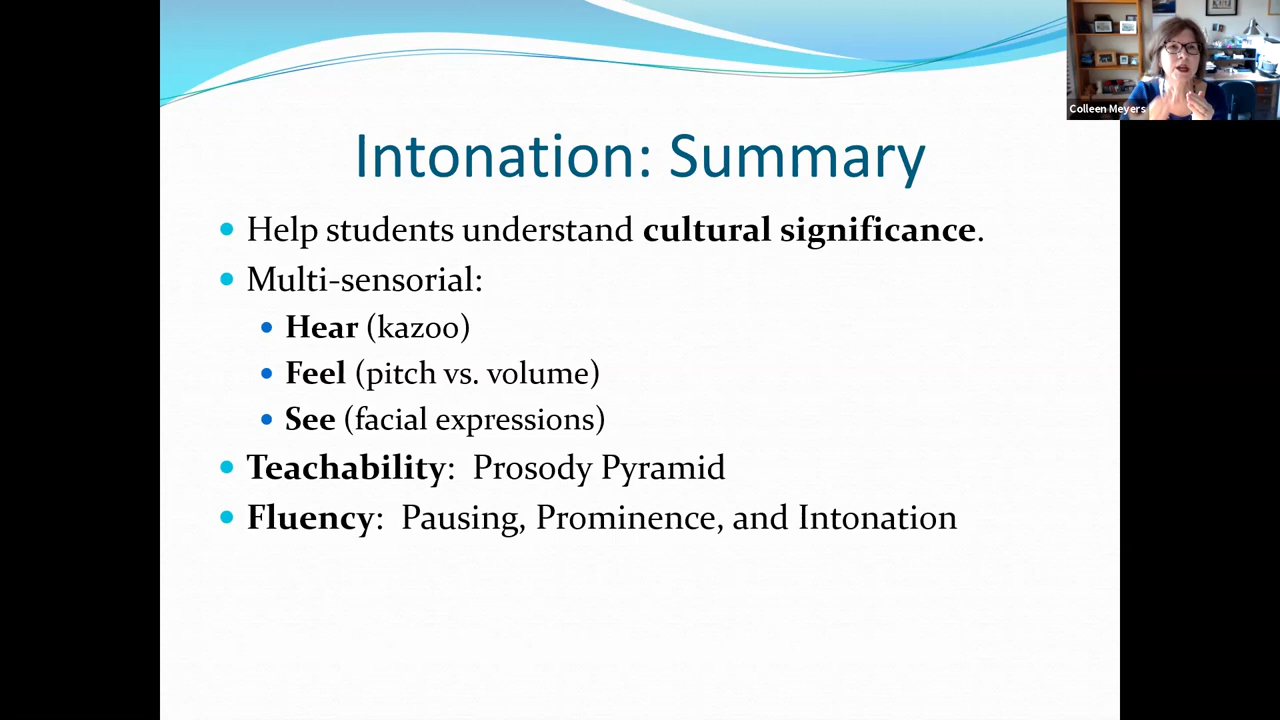 Colleen Meyers
Intonation: Summary
Help students understand cultural significance.
Multi-sensorial:
Hear (kazoo)
Feel (pitch vs. volume)
See (facial expressions)
Teachability:  Prosody Pyramid
Fluency:  Pausing, Prominence, and Intonation